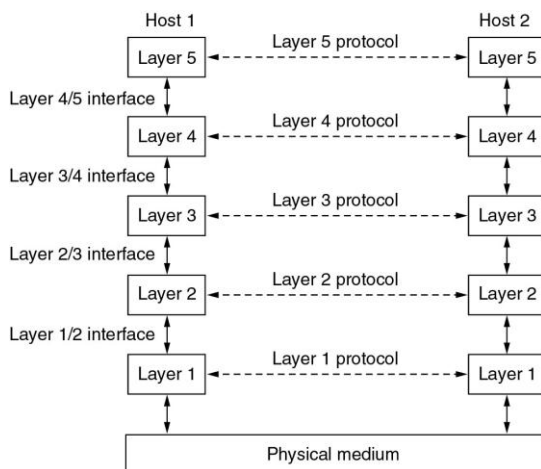 Host 1 Host 2
Layer 5 Layer 5 protocol Layer 5
Layer 4/5 interface
Layer 4 Layer 4 protocol Layer 4
Layer 3/4 interface
Layer 3 Layer 3 protocol Layer 3
Layer 2/3 interface
Layer 2 Layer 2 protocol Layer 2
Layer 1/2 interface
Layer 1 Layer 1 protocol Layer 1
Physical medium